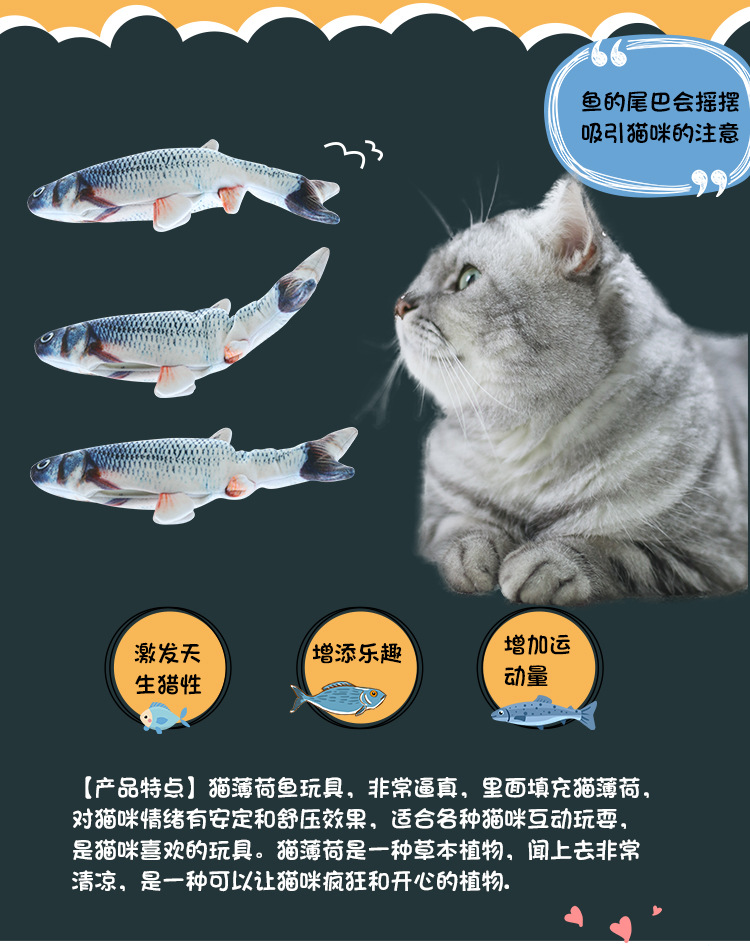 鱼的尾巴会摇摆
吸引猫咪的注意
激发天
生猎性
增添乐趣
增加运
动量
【产品特点】猫薄荷鱼玩具，非常逼真，里面填充猫薄荷，
对猫咪情绪有安定和舒压效果，适合各种猫咪互动玩耍，
是猫咪喜欢的玩具。猫薄荷是一种草本植物，闻上去非常
清凉，是一种可以让猫咪疯狂和开心的植物.